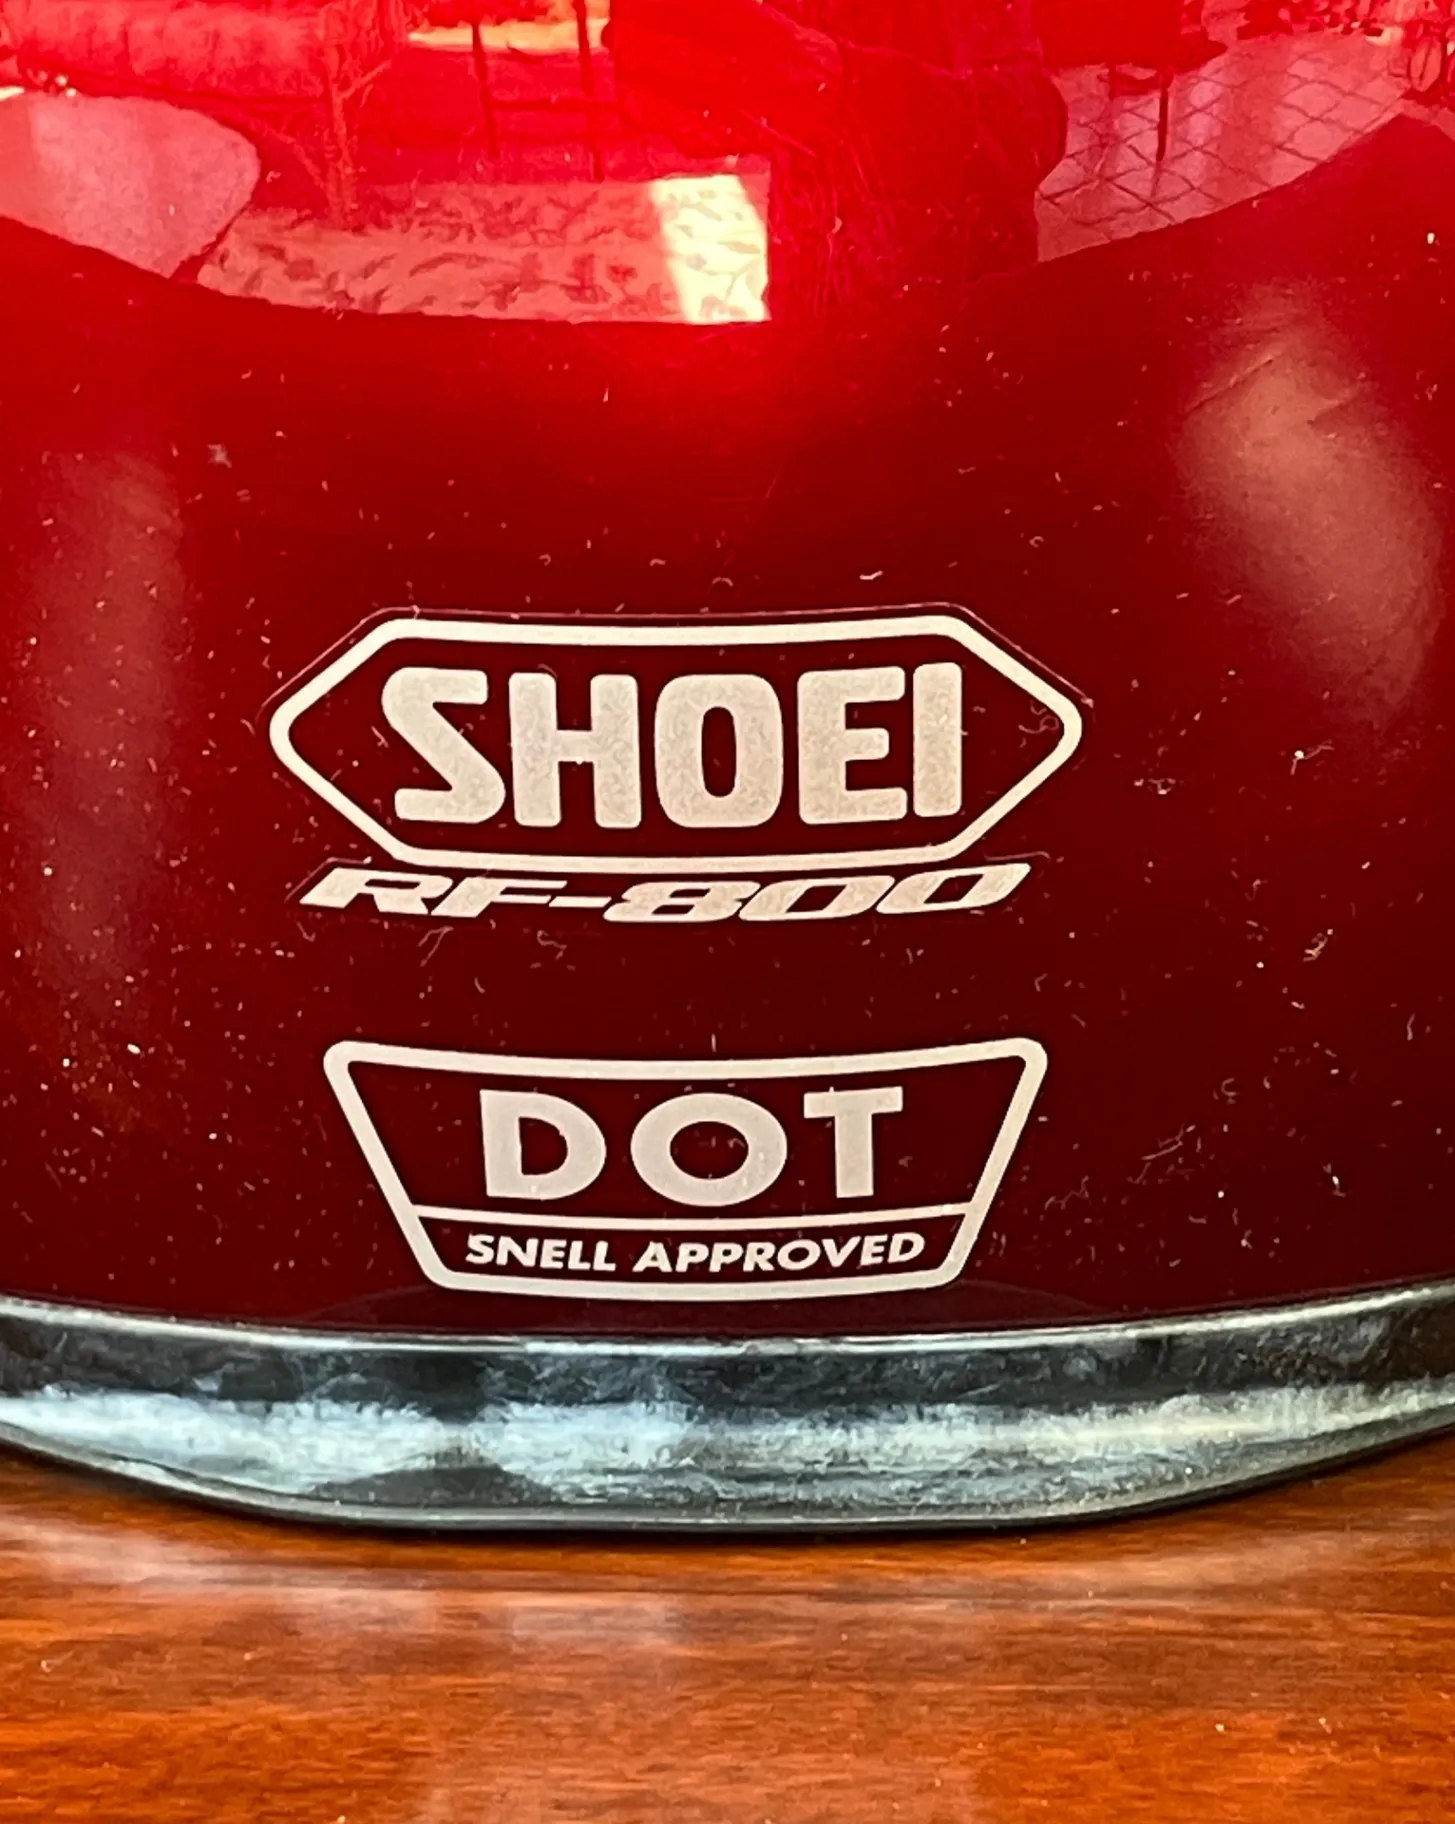 SHOEI
RF-800
DOT
SNELL APPROVED